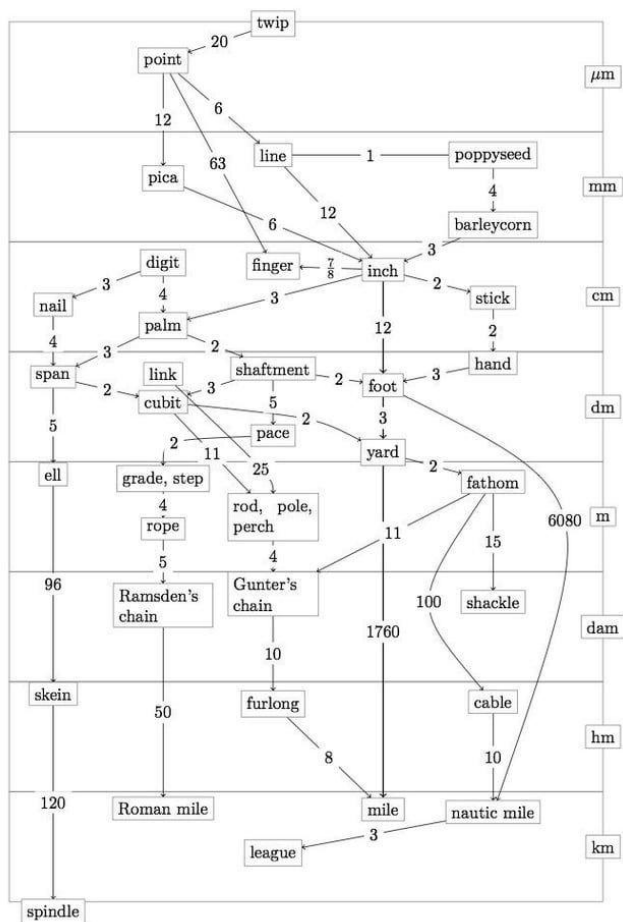 twip
20
point
μm
12
6
63
line
1
poppyseed
pica
mm
12
4
6
barleycorn
3
digit
finger
7/8
inch
3
nail
4
3
2
stick
cm
4
palm
12
2
3
2
span
link
shaftment
2
foot
3
hand
2
cubit
3
5
3
dm
5
2
pace
2
11
25
yard
2
ell
grade, step
fathom
4
rod, pole,
perch
6080
m
rope
11
15
5
4
96
Ramsden's
chain
Gunter's
chain
100
shackle
1760
dam
10
skein
furlong
cable
50
8
10
hm
120
Roman mile
mile
nautic mile
3
league
km
spindle